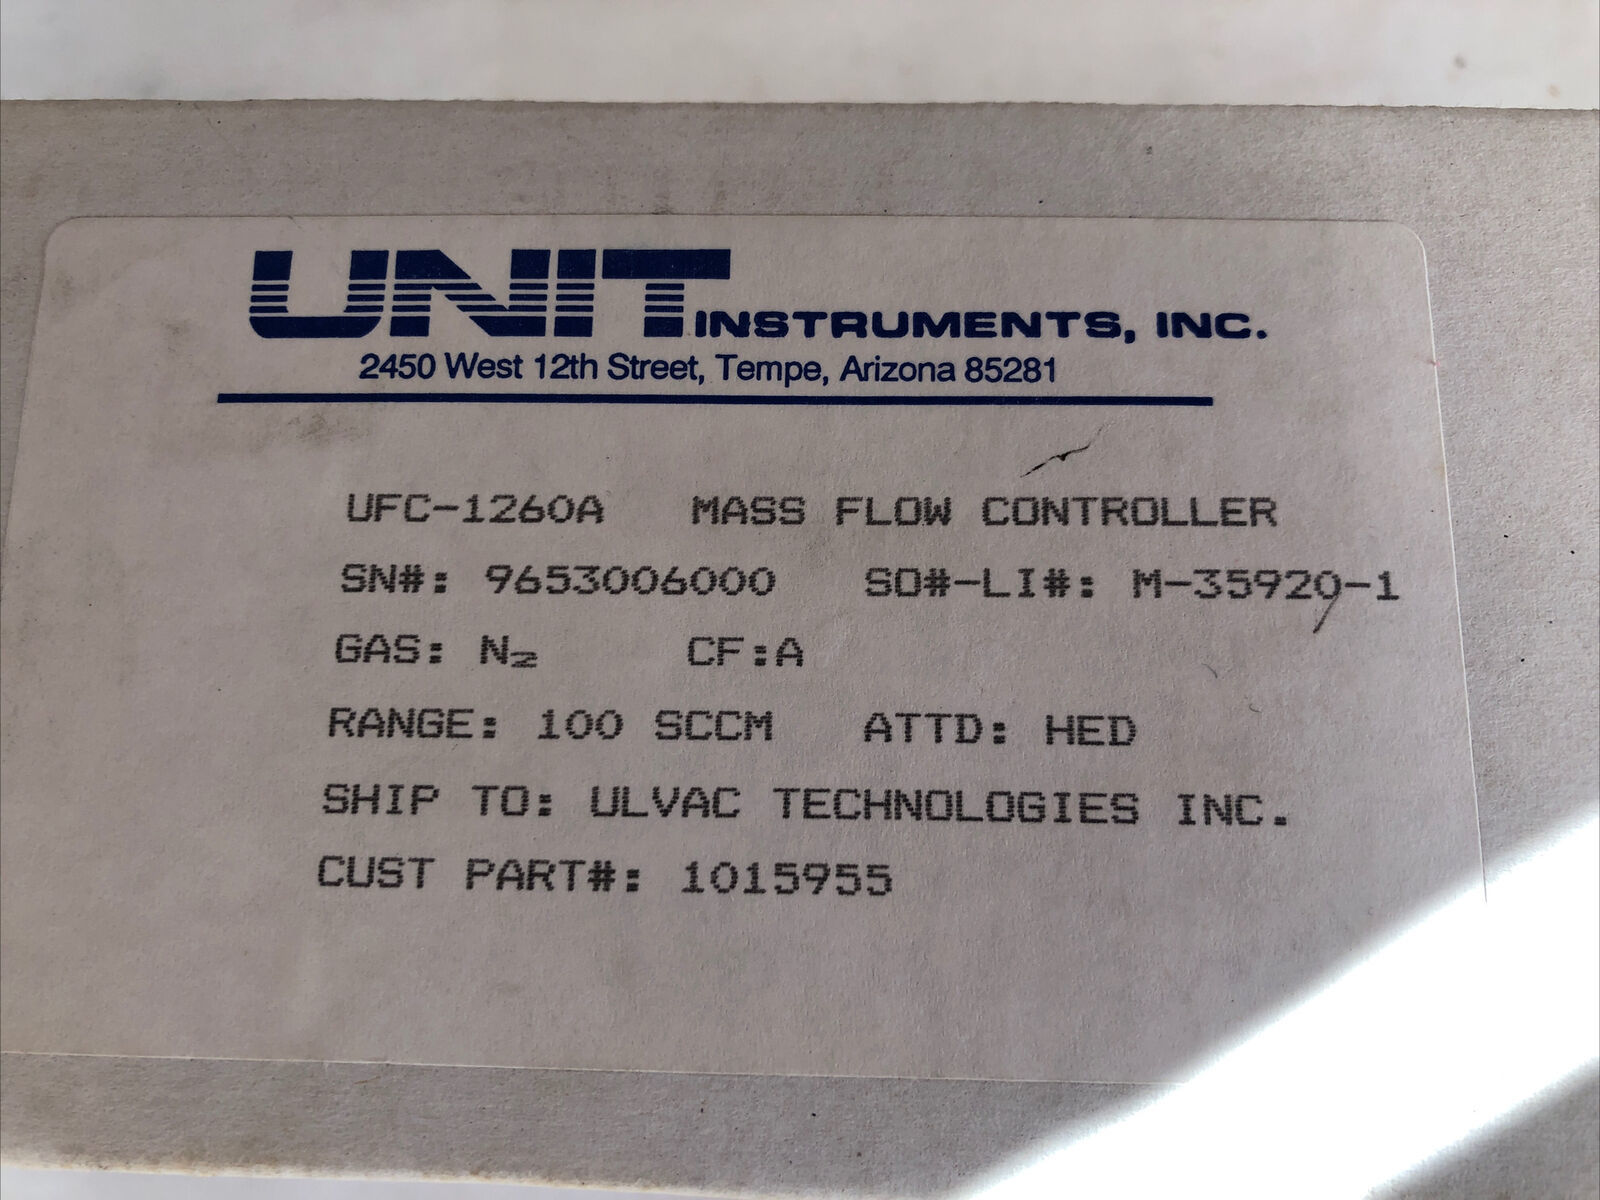 UNIT INSTRUMENTS, INC.
2450 West 12th Street, Tempe, Arizona 85281
UFC-1260A MASS FLOW CONTROLLER
SN#: 9653006000 SO#-LI#: M-35920-1
GAS: N₂ CF:A
RANGE: 100 SCCM ATTD: HED
SHIP TO: ULVAC TECHNOLOGIES INC.
CUST PART#: 1015955